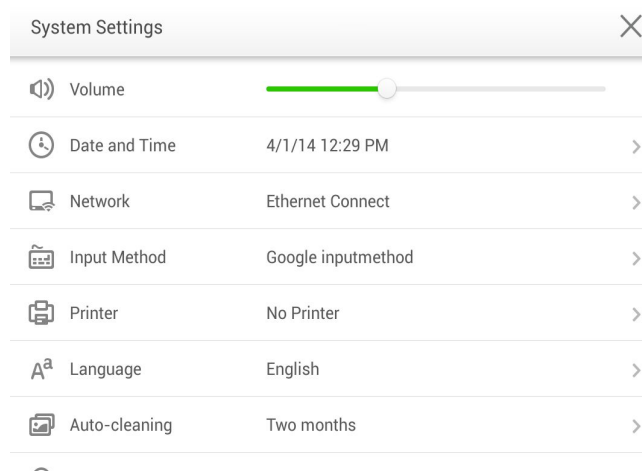 System Settings
Volume
Date and Time 4/1/14 12:29 PM
Network Ethernet Connect
Input Method Google inputmethod
Printer No Printer
Language English
Auto-cleaning Two months